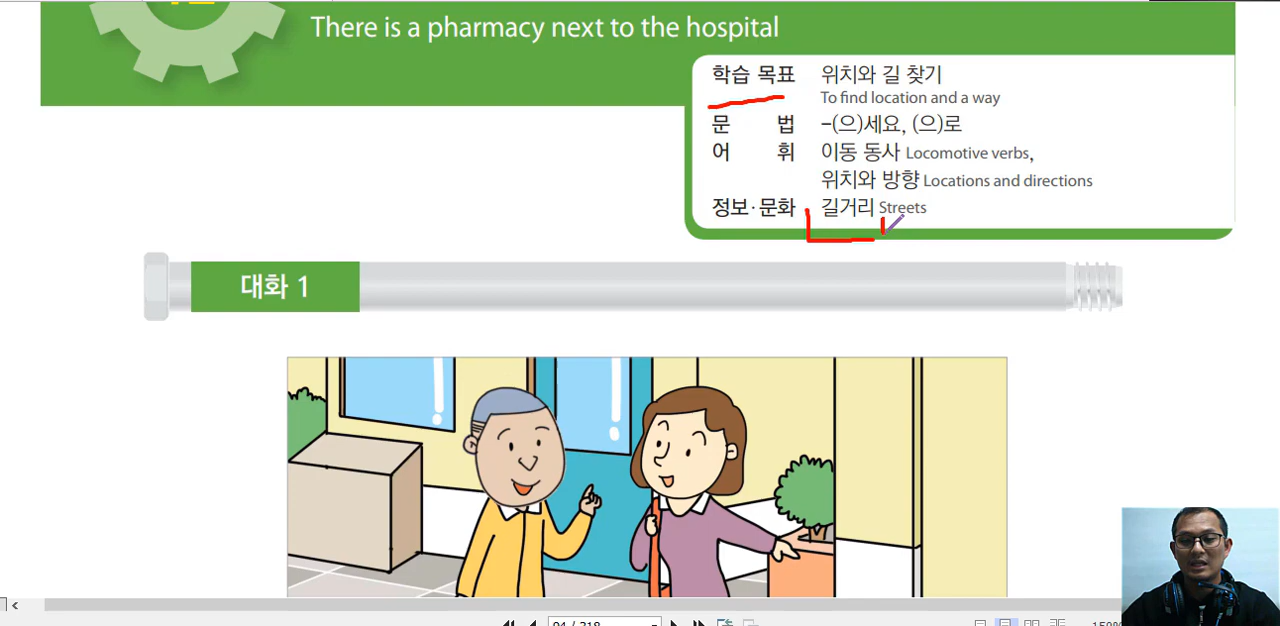 There is a pharmacy next to the hospital
학습 목표 위치와 길 찾기
To find location and a way
문 법 -(으)세요, (으)로
어 휘 이동 동사 Locomotive verbs,
위치와 방향 Locations and directions
정보·문화 길거리 Streets
대화 1